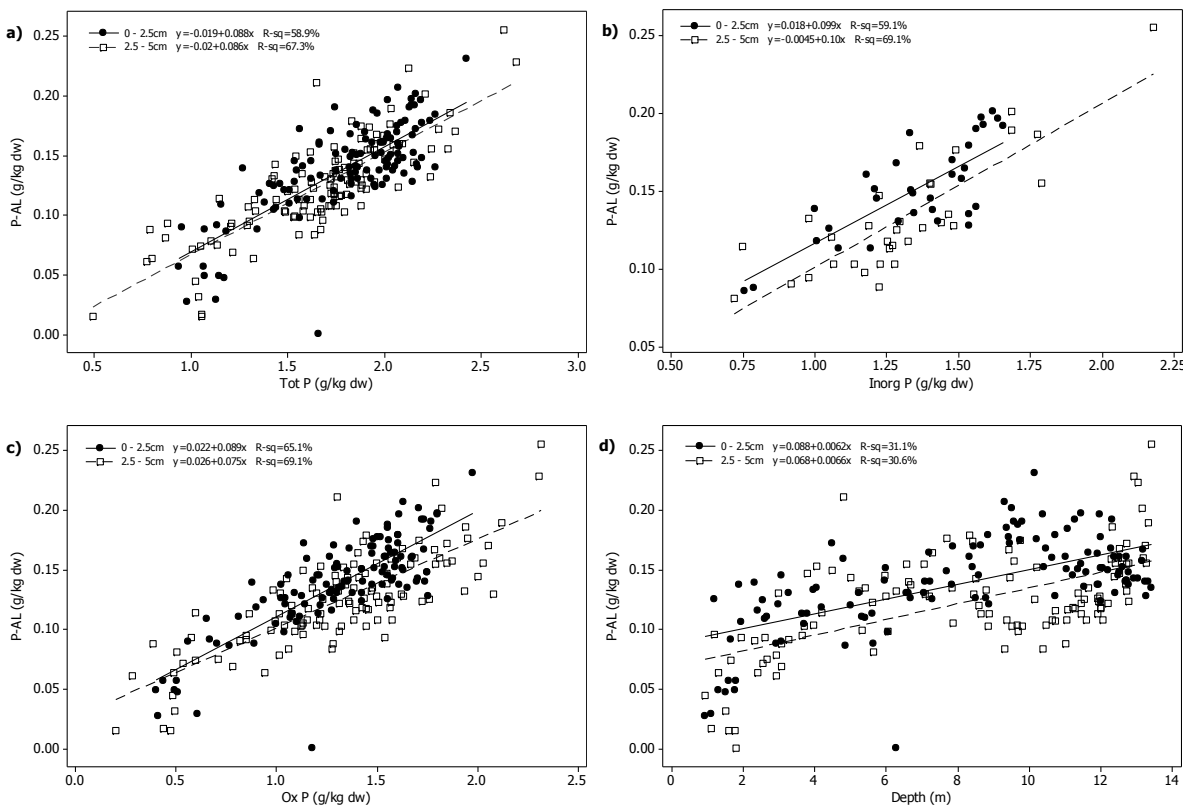 a)
0 - 2.5cm y=-0.019+0.088x R-sq=58.9%
2.5 - 5cm y=-0.02+0.086x R-sq=67.3%
0.25
0.20
0.15
0.10
0.05
0.00
P-AL (g/kg dw)
0.5 1.0 1.5 2.0 2.5 3.0
Tot P (g/kg dw)
b)
0 - 2.5cm y=0.018+0.099x R-sq=59.1%
2.5 - 5cm y=-0.0045+0.10x R-sq=69.1%
0.25
0.20
0.15
0.10
0.05
P-AL (g/kg dw)
0.50 0.75 1.00 1.25 1.50 1.75 2.00 2.25
Inorg P (g/kg dw)
c)
0 - 2.5cm y=0.022+0.089x R-sq=65.1%
2.5 - 5cm y=0.026+0.075x R-sq=69.1%
0.25
0.20
0.15
0.10
0.05
0.00
P-AL (g/kg dw)
0.0 0.5 1.0 1.5 2.0 2.5
Ox P (g/kg dw)
d)
0 - 2.5cm y=0.088+0.0062x R-sq=31.1%
2.5 - 5cm y=0.068+0.0066x R-sq=30.6%
0.25
0.20
0.15
0.10
0.05
0.00
P-AL (g/kg dw)
0 2 4 6 8 10 12 14
Depth (m)